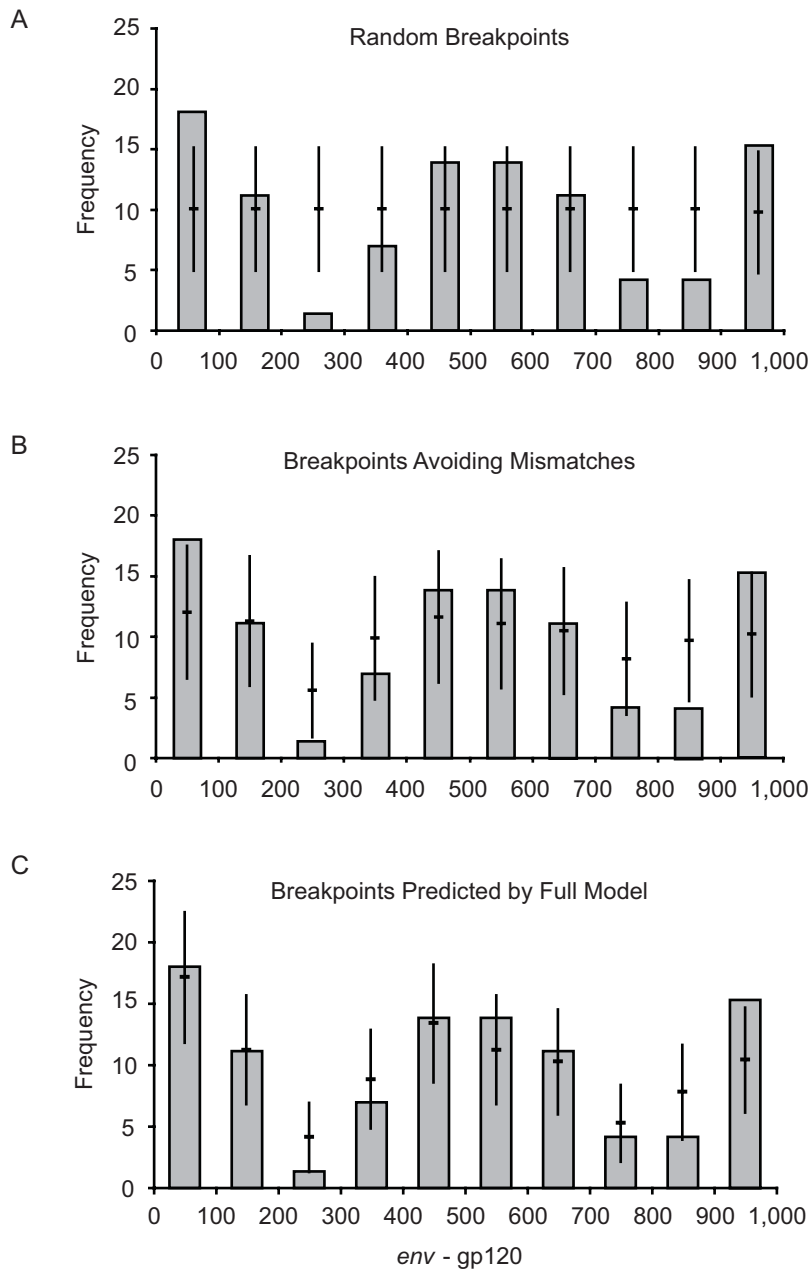 A
Random Breakpoints
Frequency
25
20
15
10
5
0
0 100 200 300 400 500 600 700 800 900 1,000
B
Breakpoints Avoiding Mismatches
Frequency
25
20
15
10
5
0
0 100 200 300 400 500 600 700 800 900 1,000
C
Breakpoints Predicted by Full Model
Frequency
25
20
15
10
5
0
0 100 200 300 400 500 600 700 800 900 1,000
env - gp120